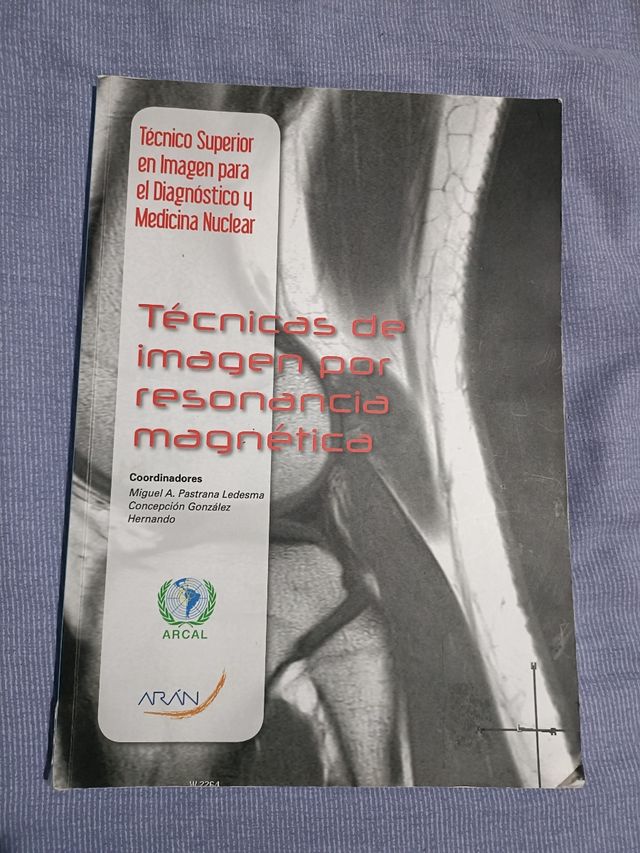 Técnico Superior
en Imagen para
el Diagnóstico y
Medicina Nuclear
Técnicas de
imagen por
resonancia
magnética
Coordinadores
Miguel A. Pastrana Ledesma
Concepción González
Hernando
ARCAL
ARÁN
W 2264